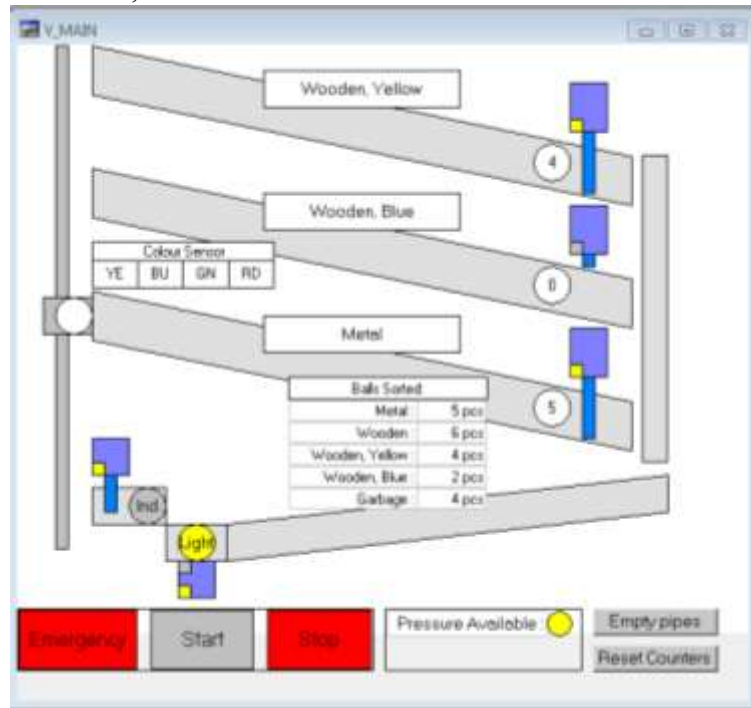 V_MAIN
Wooden, Yellow
4
Wooden, Blue
Colour Sensor
YE BU GN RD
0
Metal
5
Balls Sorted
Metal 5 pcs
Wooden 6 pcs
Wooden, Yellow 4 pcs
Wooden, Blue 2 pcs
Garbage 4 pcs
Ind
Light
Emergency Start Stop
Pressure Available
Empty pipes
Reset Counters